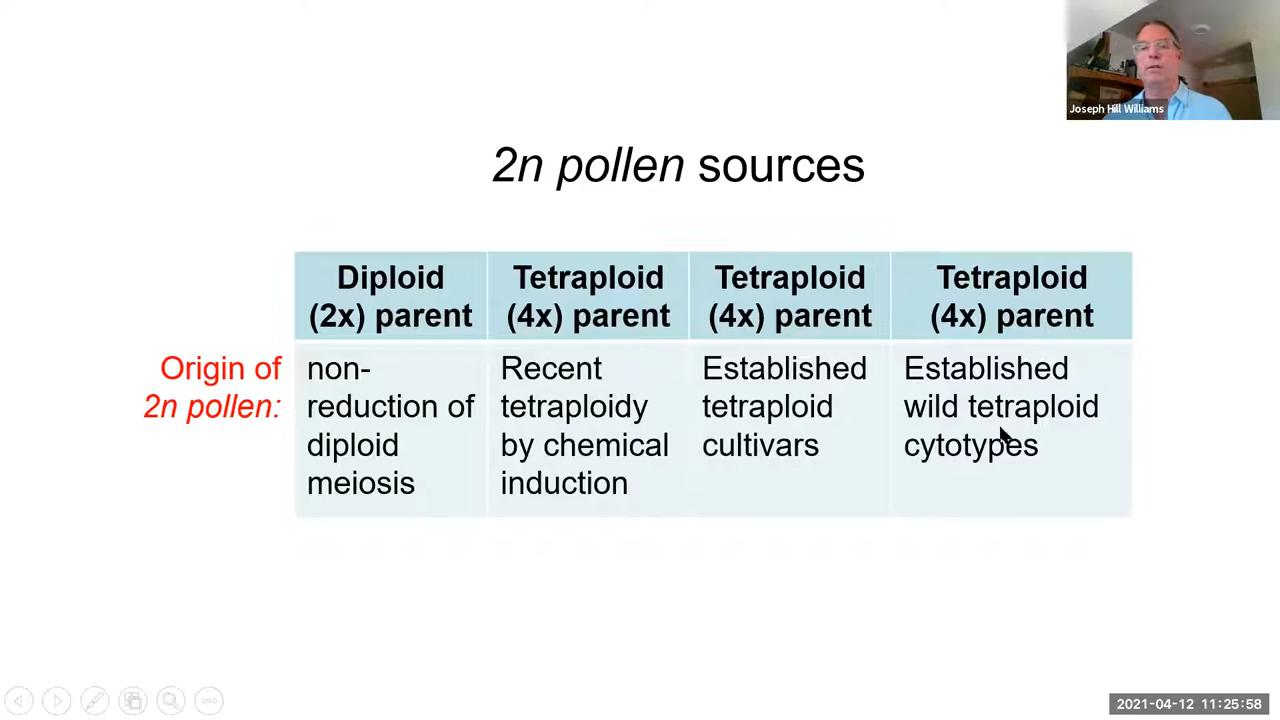 Joseph Hill Williams
2n pollen sources
Diploid
(2x) parent
Tetraploid
(4x) parent
Tetraploid
(4x) parent
Tetraploid
(4x) parent
Origin of
2n pollen:
non-
reduction of
diploid
meiosis
Recent
tetraploidy
by chemical
induction
Established
tetraploid
cultivars
Established
wild tetraploid
cytotypes
2021-04-12 11:25:58